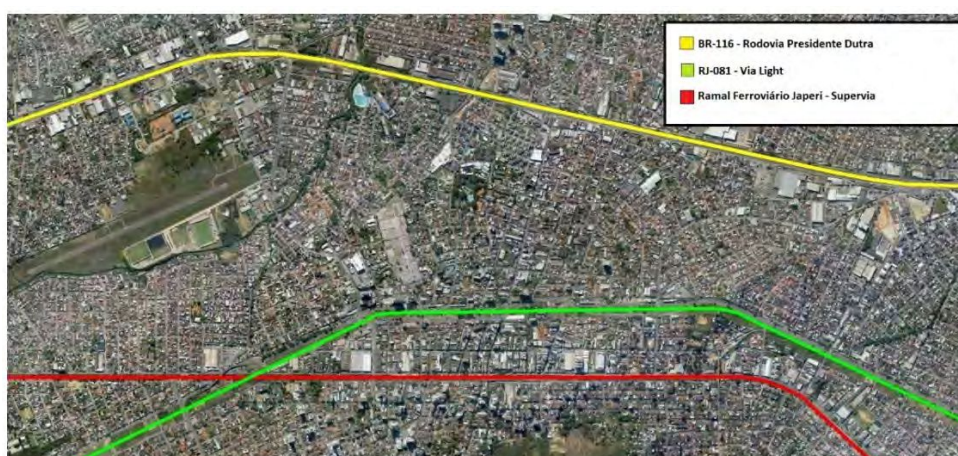 BR-116 - Rodovia Presidente Dutra
RJ-081 - Via Light
Ramal Ferroviário Japeri - Supervia